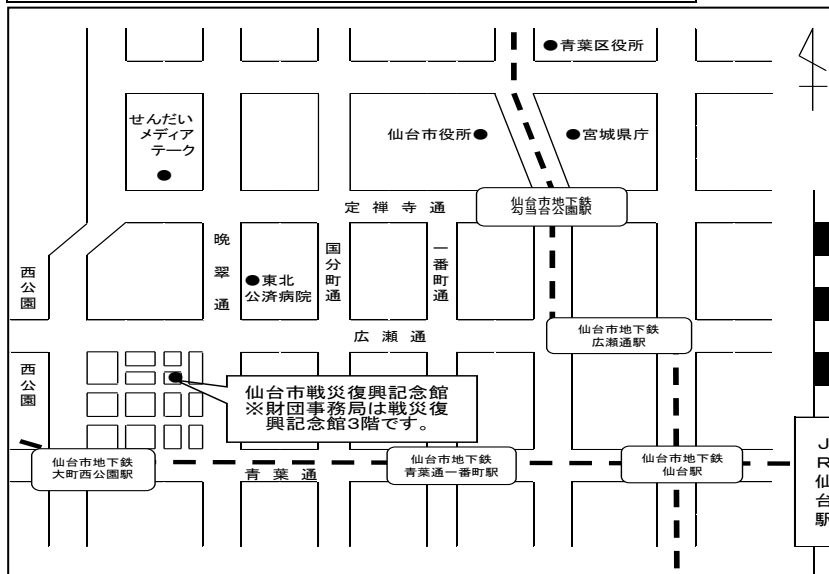 青葉区役所
せんだい
メディア
テーク
仙台市役所
宮城県庁
仙台市地下鉄
勾当台公園駅
定禅寺通
晩翠通
東北
公済病院
国分町通
一番町通
西公園
広瀬通
仙台市地下鉄
広瀬通駅
西公園
仙台市戦災復興記念館
※財団事務局は戦災復
興記念館3階です。
仙台市地下鉄
大町西公園駅
青葉通
仙台市地下鉄
青葉通一番町駅
仙台市地下鉄
仙台駅
JR仙台駅